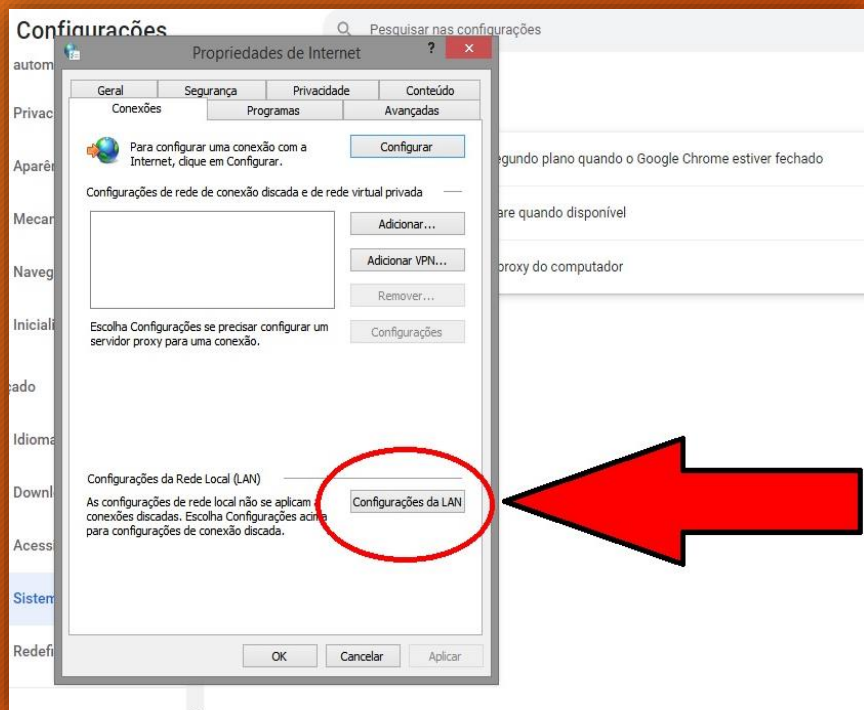 Configurações
Pesquisar nas configurações
Propriedades de Internet
?
autom
Geral
Segurança
Privacidade
Conteúdo
Conexões
Programas
Avançadas
Privac
Para configurar uma conexão com a
Internet, clique em Configurar.
Configurar
egundo plano quando o Google Chrome estiver fechado
Aparên
Configurações de rede de conexão discada e de rede virtual privada
Mecan
are quando disponível
Adicionar...
Adicionar VPN...
Naveg
proxy do computador
Remover...
Iniciali
Escolha Configurações se precisar configurar um
servidor proxy para uma conexão.
Configurações
çado
Idioma
Configurações da Rede Local (LAN)
Downl
As configurações de rede local não se aplicam
conexões discadas. Escolha Configurações acima
para configurações de conexão discada.
Configurações da LAN
Acessi
Sistem
Redefi
OK
Cancelar
Aplicar